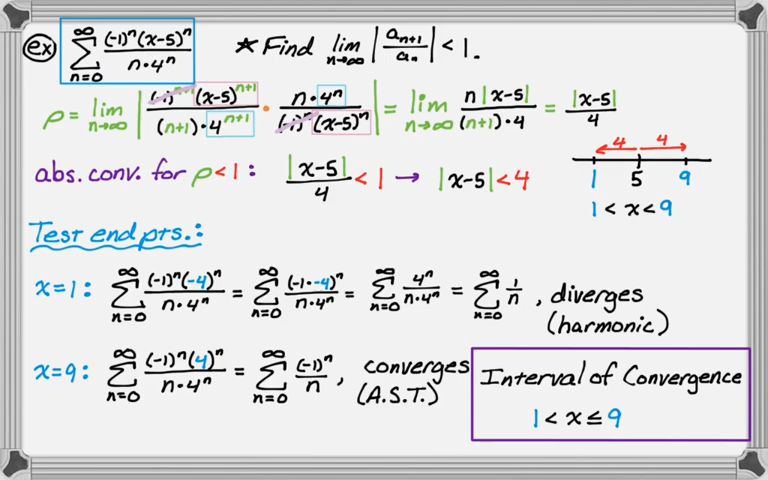 ex ∑_{n=0}^{∞} (-1)^n (x-5)^n / (n·4^n) ★ Find lim_{n→∞} |a_{n+1} / a_n| < 1.
ρ = lim_{n→∞} | (-1)^{n+1} (x-5)^{n+1} / ((n+1)·4^{n+1}) · n·4^n / ((-1)^n (x-5)^n) | = lim_{n→∞} n|x-5| / ((n+1)·4) = |x-5| / 4
4 4
abs. conv. for ρ < 1: |x-5| / 4 < 1 → |x-5| < 4
1 5 9
1 < x < 9
Test end pts.:
x=1: ∑_{n=0}^{∞} (-1)^n (-4)^n / (n·4^n) = ∑_{n=0}^{∞} (-1·-4)^n / (n·4^n) = ∑_{n=0}^{∞} 4^n / (n·4^n) = ∑_{n=0}^{∞} 1/n , diverges
(harmonic)
x=9: ∑_{n=0}^{∞} (-1)^n (4)^n / (n·4^n) = ∑_{n=0}^{∞} (-1)^n / n , converges
(A.S.T.)
Interval of Convergence
1 < x ≤ 9